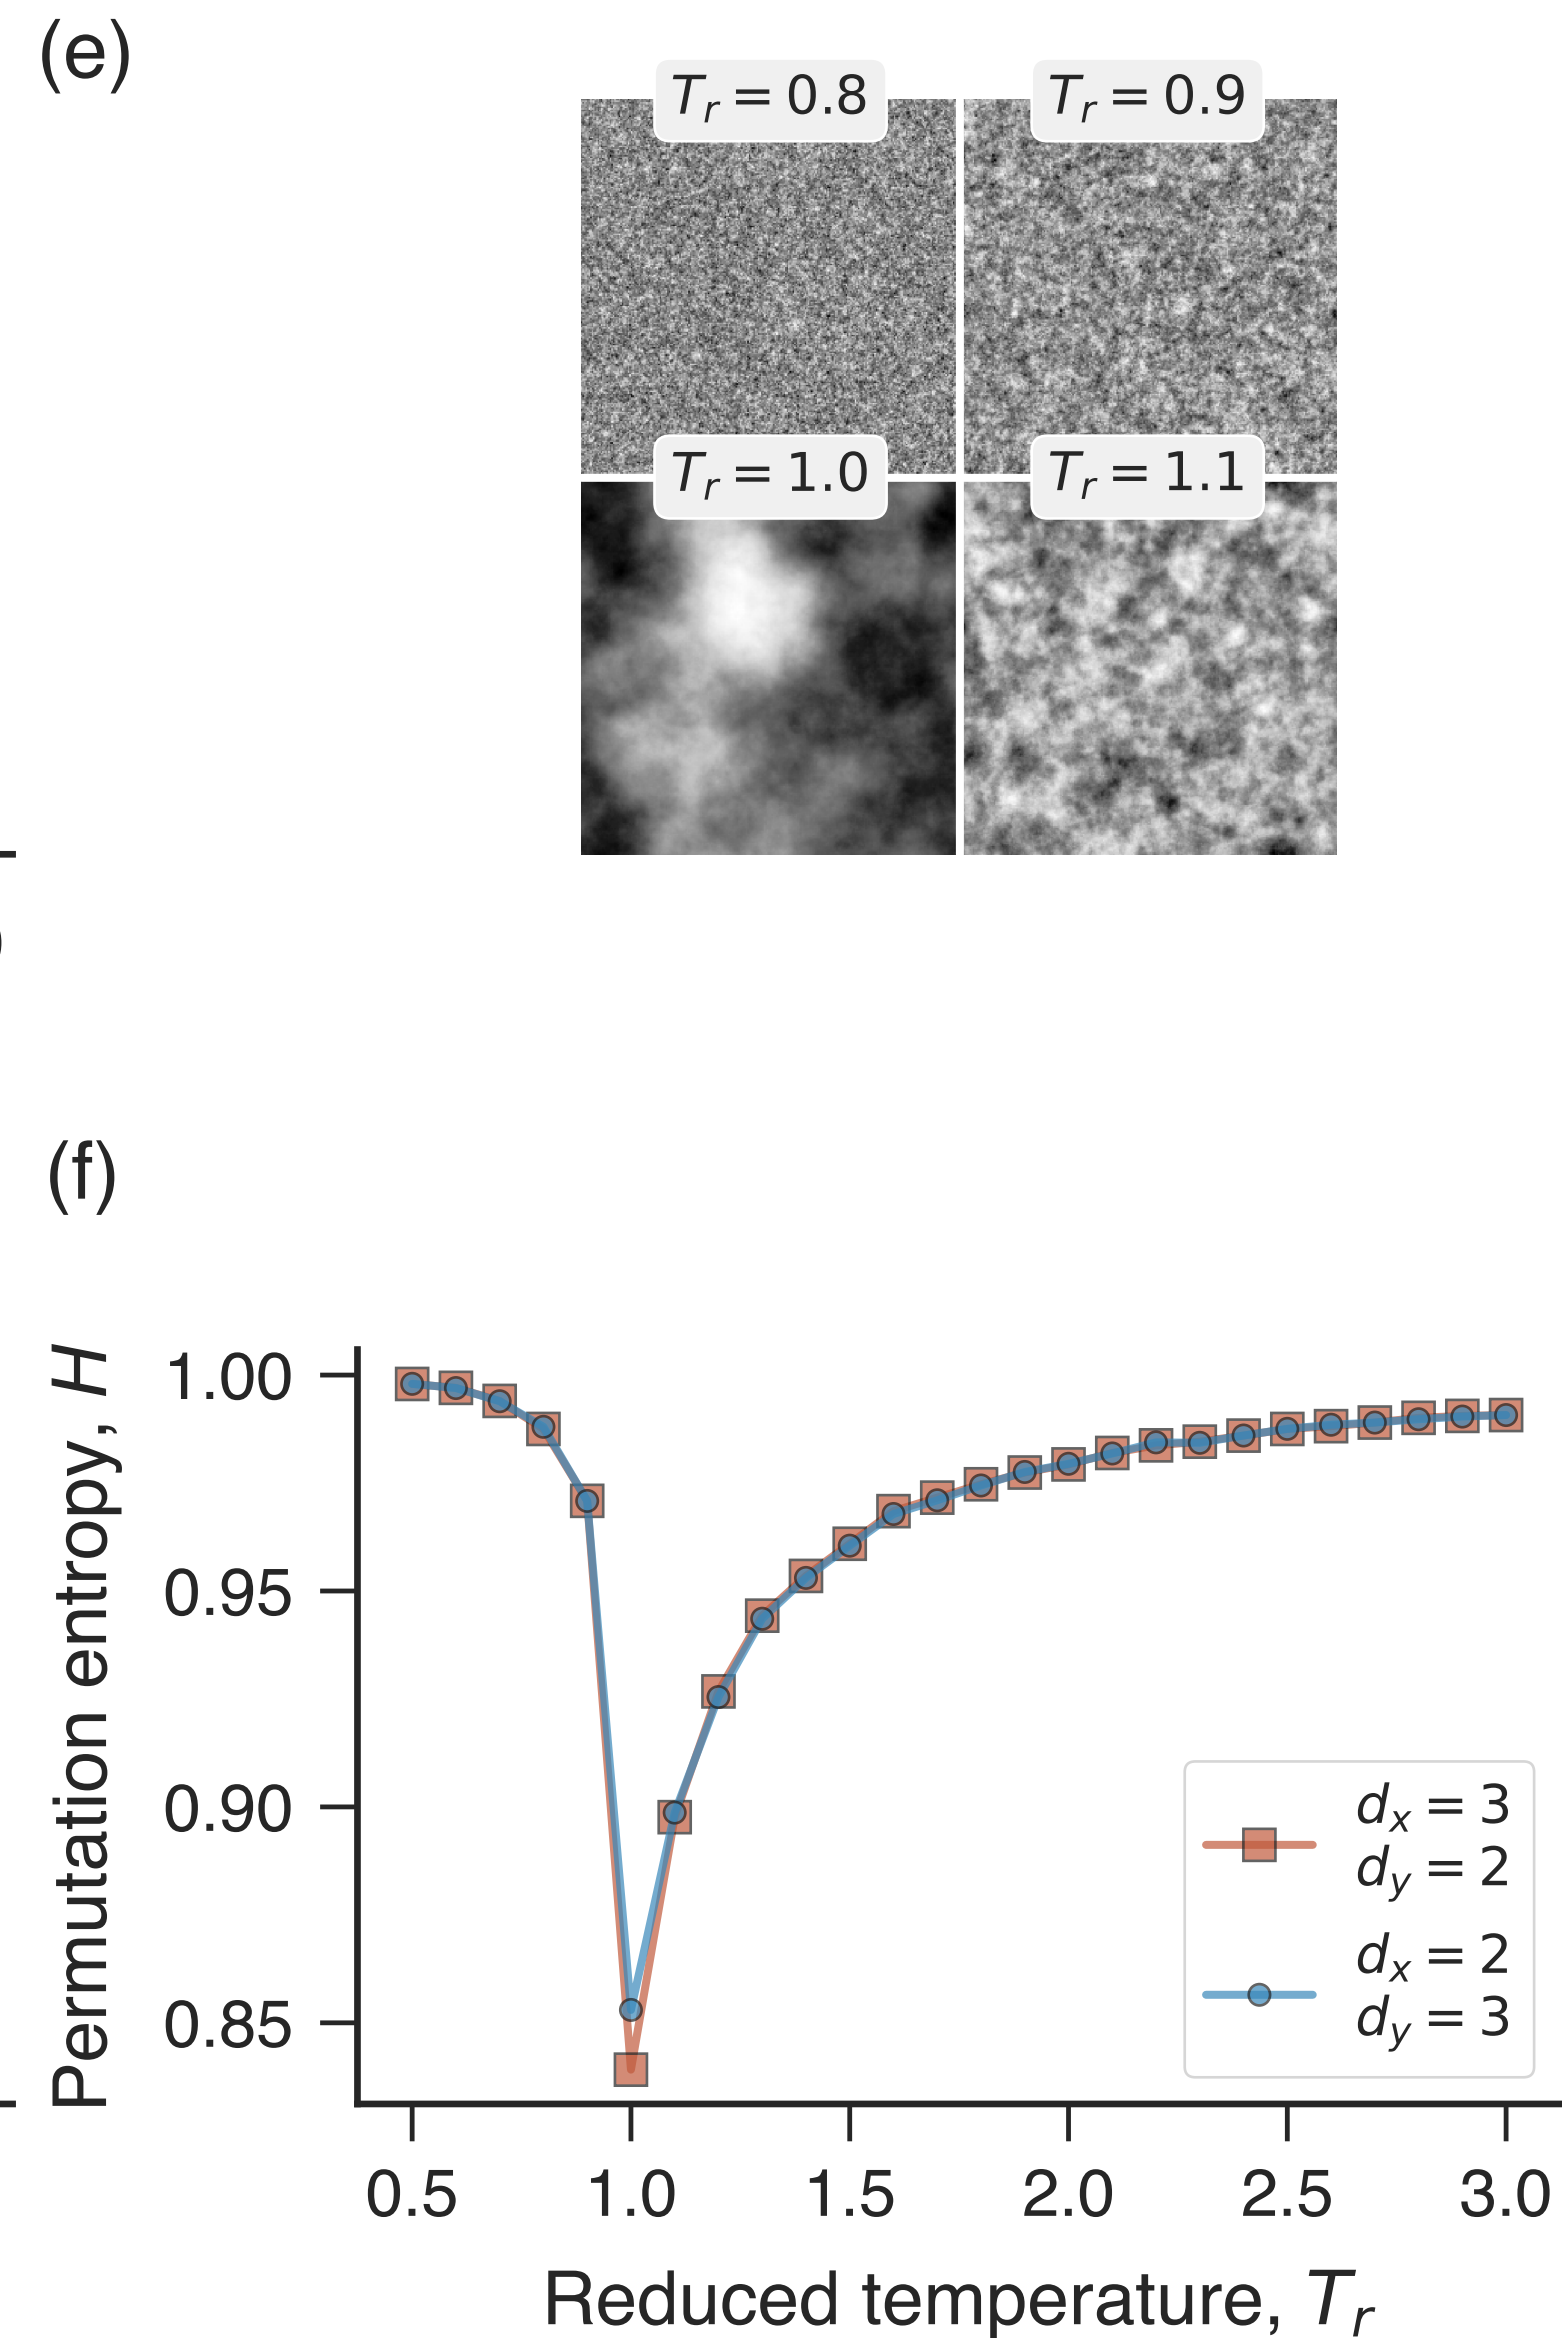 (e)
T_r = 0.8
T_r = 0.9
T_r = 1.0
T_r = 1.1
(f)
Permutation entropy, H
1.00
0.95
0.90
0.85
d_x = 3
d_y = 2
d_x = 2
d_y = 3
0.5 1.0 1.5 2.0 2.5 3.0
Reduced temperature, T_r